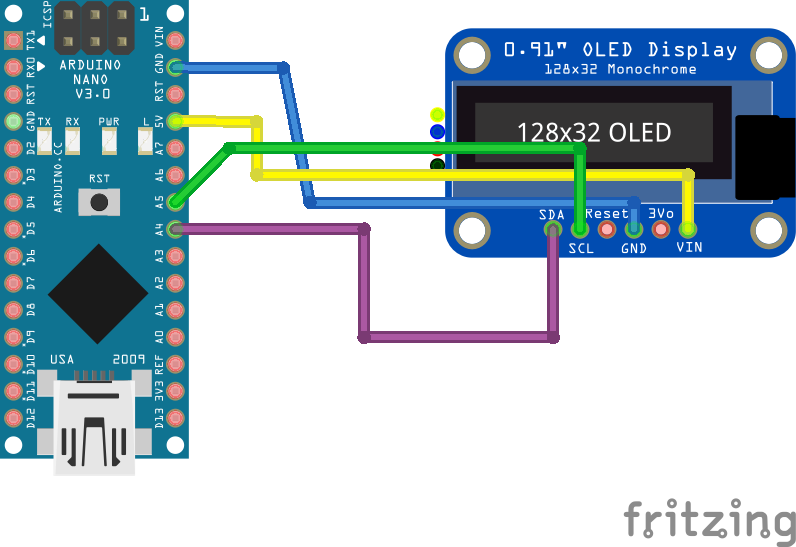 ICSP
1
TX1
RX0
RST
GND
D2
D3
D4
D5
D6
D7
D8
D9
D10
D11
D12
ARDUINO
NANO
V3.0
TX RX PWR L
ARDUINO.CC
RST
USA 2009
VIN
GND
RST
5V
A7
A6
A5
A4
A3
A2
A1
A0
REF
3V3
D13
0.91" OLED Display
128x32 Monochrome
128x32 OLED
SDA Reset 3Vo
SCL GND VIN
fritzing